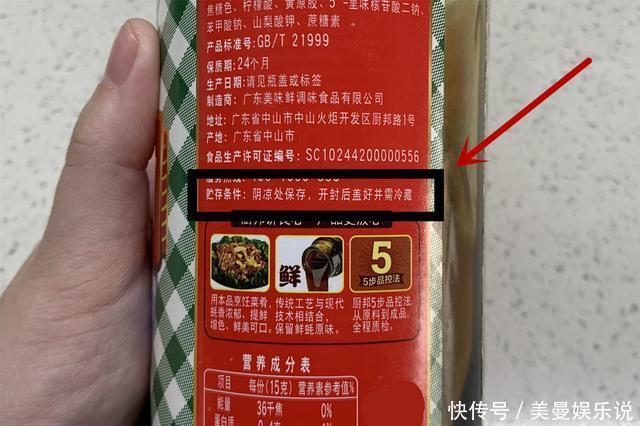 焦糖色、柠檬酸、黄原胶、5'-呈味核苷酸二钠、
苯甲酸钠、山梨酸钾、蔗糖素
产品标准号:GB/T 21999
保质期:24个月
生产日期:请见瓶盖或标签
制造商:广东美味鲜调味食品有限公司
地址:广东省中山市中山火炬开发区厨邦路1号
产地:广东省中山市
食品生产许可证编号:SC10244200000556
贮存条件:阴凉处保存,开封后盖好并需冷藏
鲜
5
5步品控法
用本品烹饪菜肴,
蚝香浓郁、提鲜
增色、鲜美可口。
传统工艺与现代
技术相结合,
保留鲜蚝原味。
厨邦5步品控法,
从原料到成品,
全程质检。
营养成分表
项目 每份(15克) 营养素参考值%
能量 36千焦 0%
蛋白质 0.4克 1%
快传号/美曼娱乐说